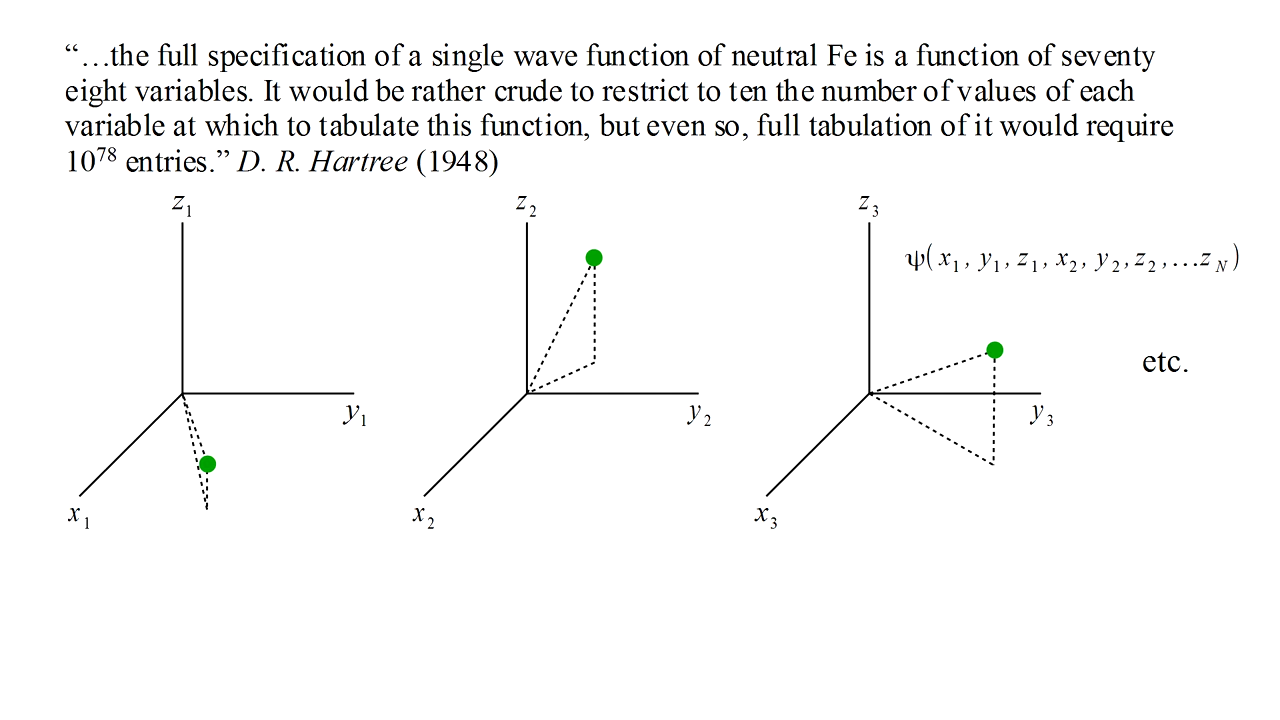 “…the full specification of a single wave function of neutral Fe is a function of seventy
eight variables. It would be rather crude to restrict to ten the number of values of each
variable at which to tabulate this function, but even so, full tabulation of it would require
10⁷⁸ entries.” D. R. Hartree (1948)
z₁
z₂
z₃
ψ(x₁, y₁, z₁, x₂, y₂, z₂, …z_N)
etc.
y₁
y₂
y₃
x₁
x₂
x₃